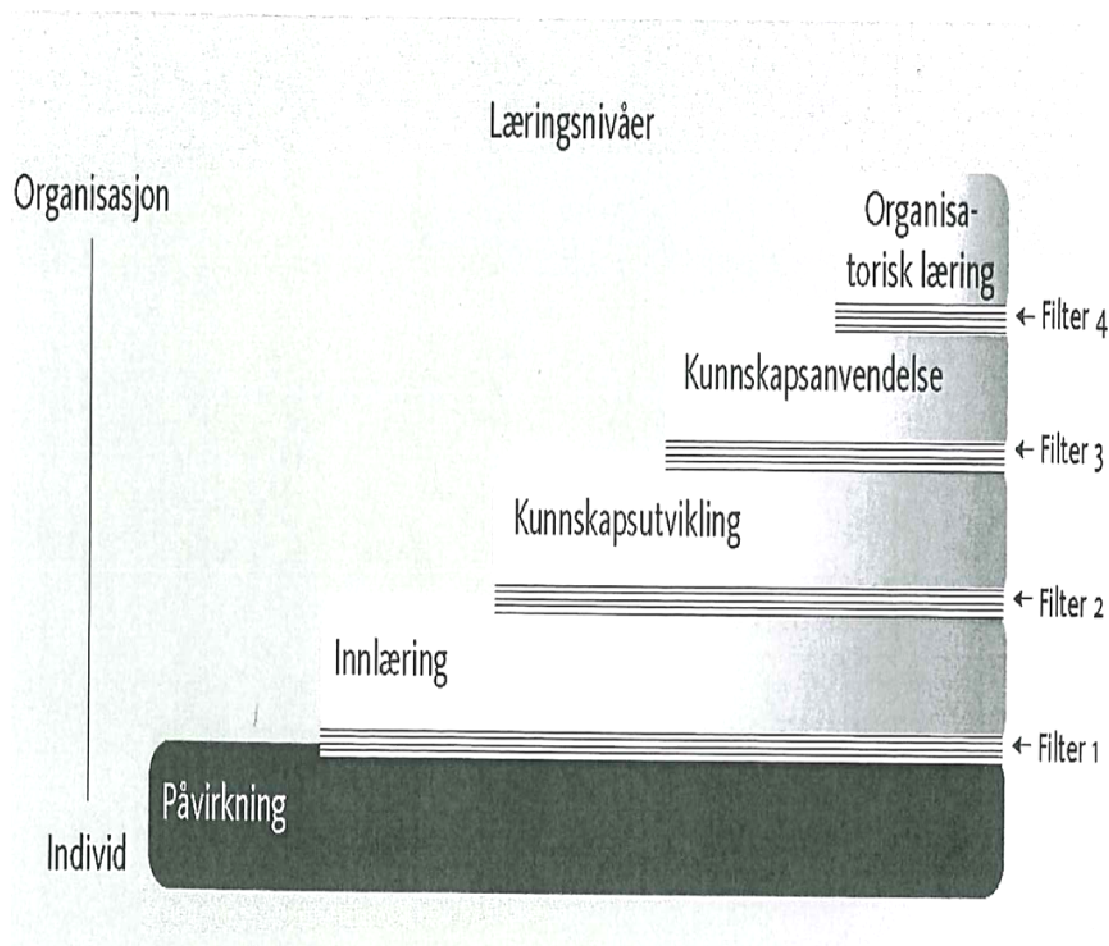 Læringsnivåer
Organisasjon
Organisa-
torisk læring
← Filter 4
Kunnskapsanvendelse
← Filter 3
Kunnskapsutvikling
← Filter 2
Innlæring
← Filter 1
Påvirkning
Individ